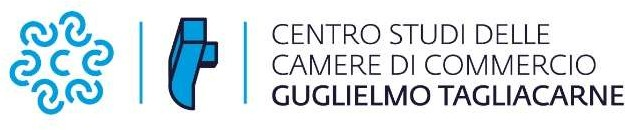 CENTRO STUDI DELLE
CAMERE DI COMMERCIO
GUGLIELMO TAGLIACARNE